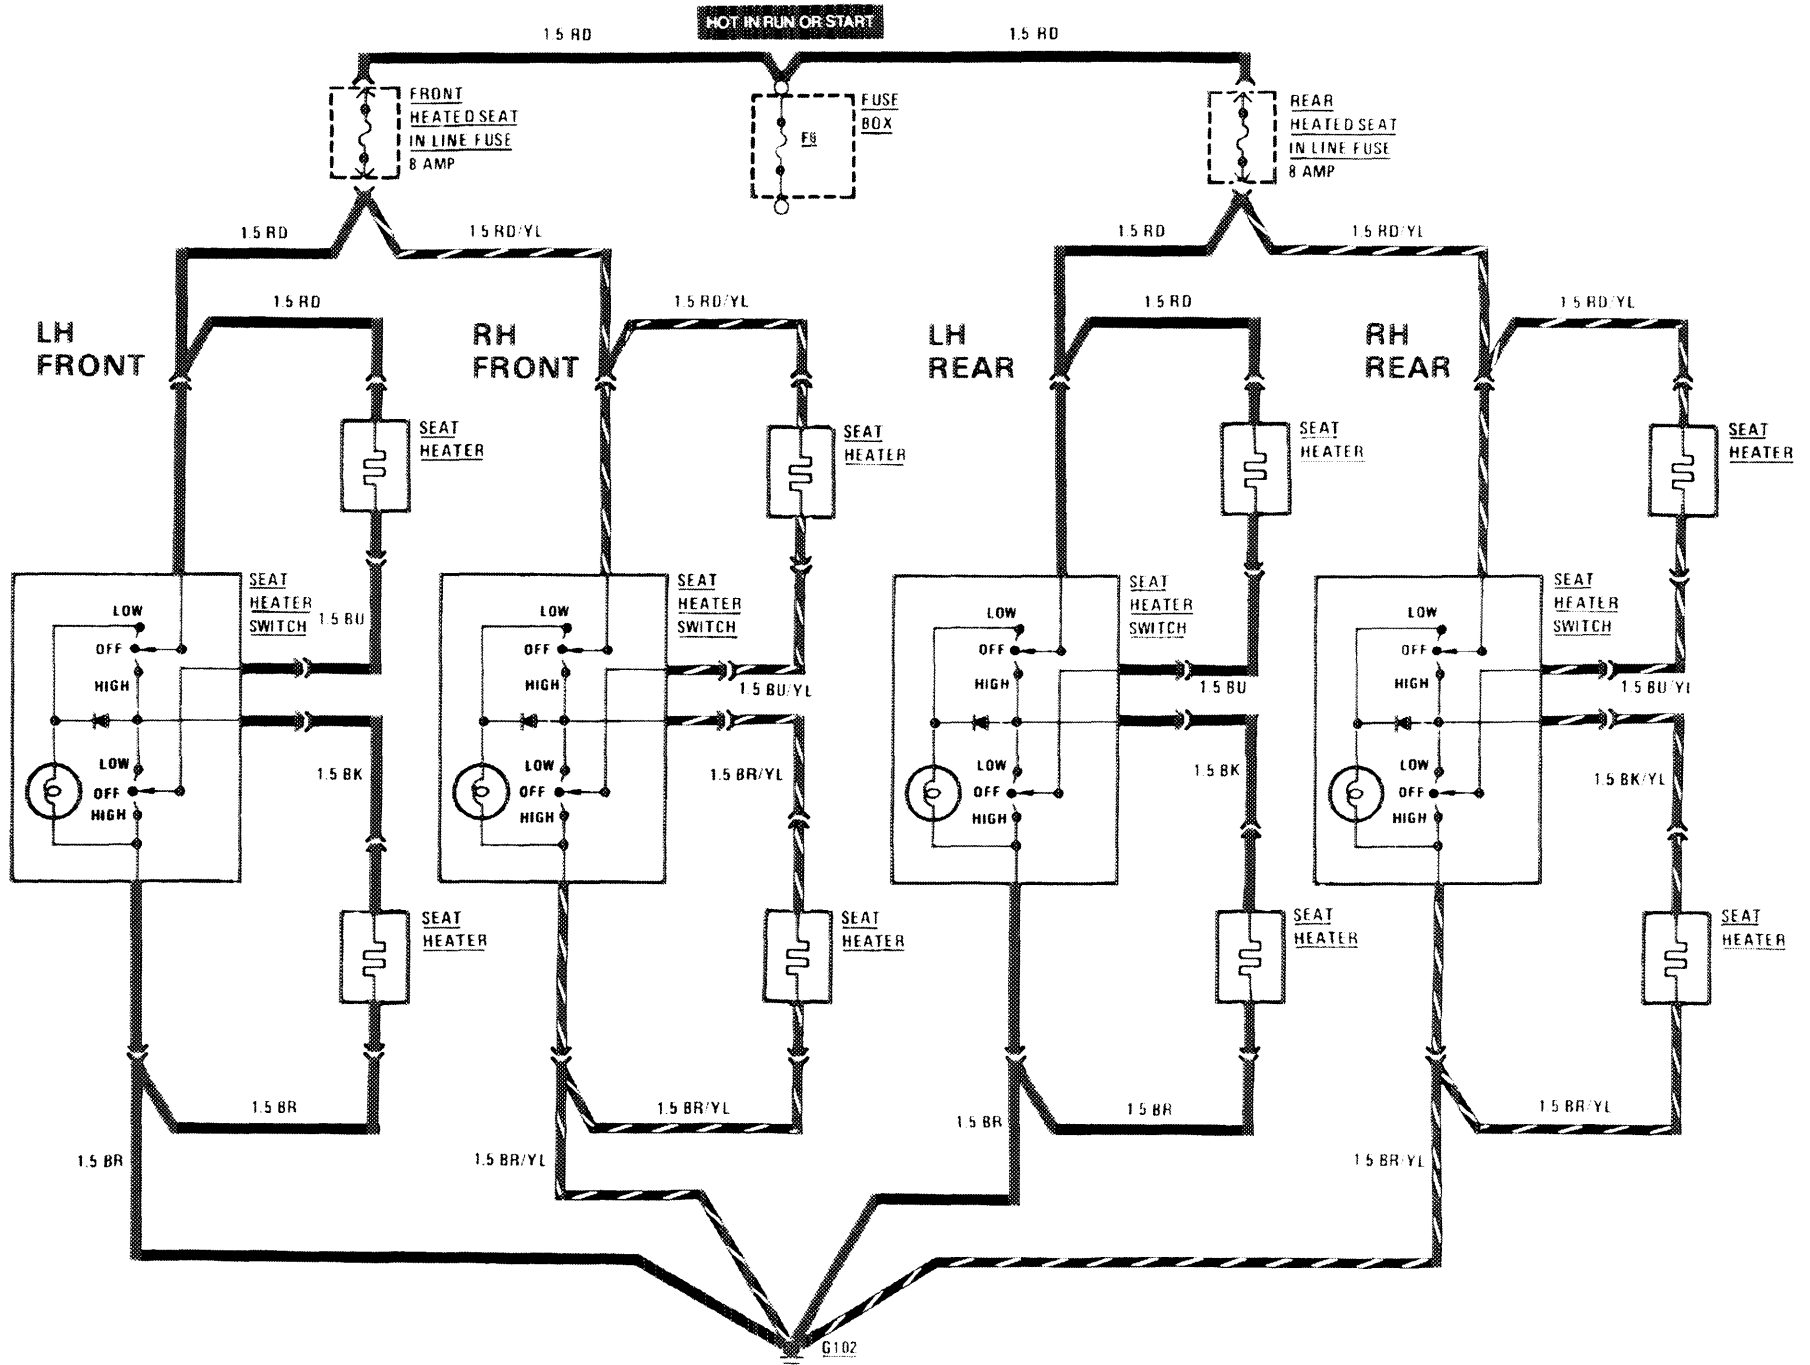 HOT IN RUN OR START
1.5 RD
1.5 RD
FRONT
HEATED SEAT
IN LINE FUSE
8 AMP
FUSE
BOX
F8
REAR
HEATED SEAT
IN LINE FUSE
8 AMP
1.5 RD
1.5 RD/YL
1.5 RD
1.5 RD/YL
1.5 RD
1.5 RD/YL
1.5 RD
1.5 RD/YL
LH
FRONT
RH
FRONT
LH
REAR
RH
REAR
SEAT
HEATER
SEAT
HEATER
SEAT
HEATER
SEAT
HEATER
SEAT
HEATER
SWITCH
1.5 BU
SEAT
HEATER
SWITCH
SEAT
HEATER
SWITCH
SEAT
HEATER
SWITCH
LOW
OFF
HIGH
LOW
OFF
HIGH
LOW
OFF
HIGH
LOW
OFF
HIGH
1.5 BU/YL
1.5 BU
1.5 BU/YL
LOW
OFF
HIGH
1.5 BK
LOW
OFF
HIGH
1.5 BR/YL
LOW
OFF
HIGH
1.5 BK
LOW
OFF
HIGH
1.5 BK/YL
SEAT
HEATER
SEAT
HEATER
SEAT
HEATER
SEAT
HEATER
1.5 BR
1.5 BR/YL
1.5 BR
1.5 BR/YL
1.5 BR
1.5 BR/YL
1.5 BR
1.5 BR/YL
G102